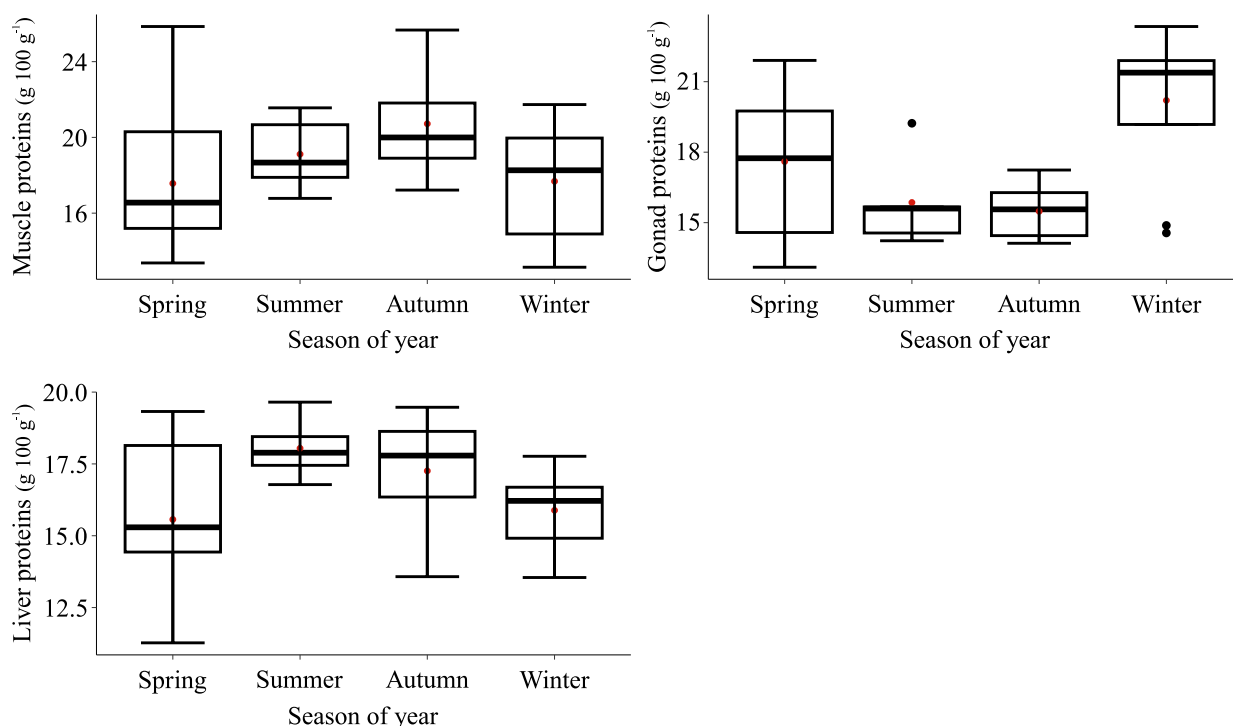 Muscle proteins (g 100 g⁻¹)
24
20
16
Spring Summer Autumn Winter
Season of year
Gonad proteins (g 100 g⁻¹)
21
18
15
Spring Summer Autumn Winter
Season of year
Liver proteins (g 100 g⁻¹)
20.0
17.5
15.0
12.5
Spring Summer Autumn Winter
Season of year